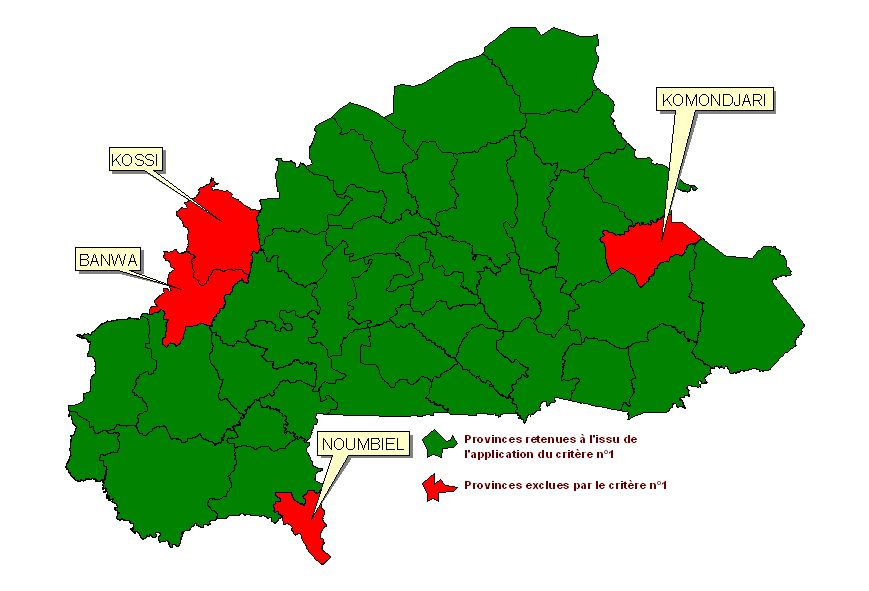 KOMONDJARI
KOSSI
BANWA
NOUMBIEL
Provinces retenues à l'issu de
l'application du critère n°1
Provinces exclues par le critère n°1